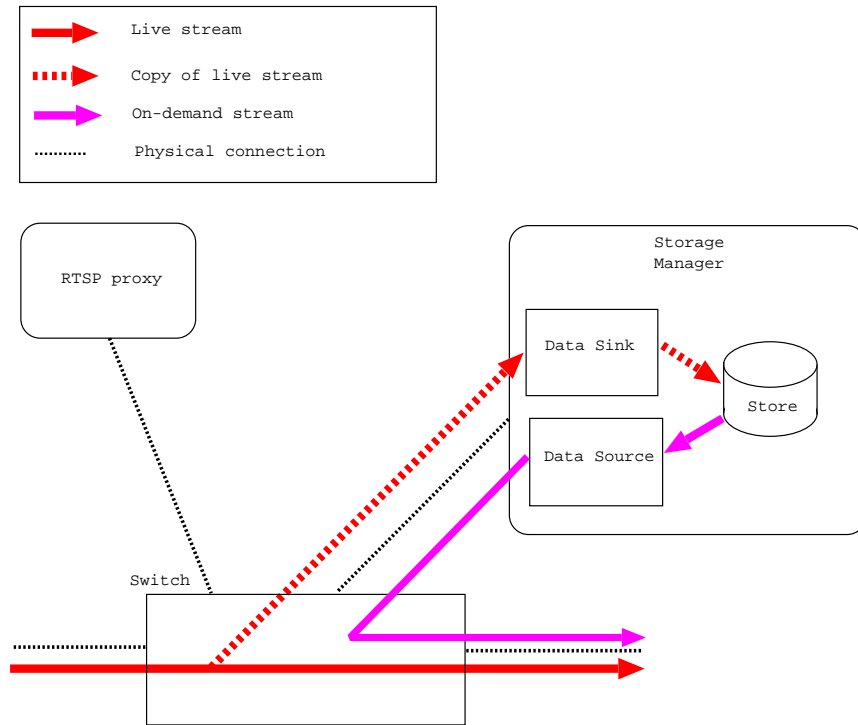 Live stream
Copy of live stream
On-demand stream
Physical connection
RTSP proxy
Storage
Manager
Data Sink
Store
Data Source
Switch